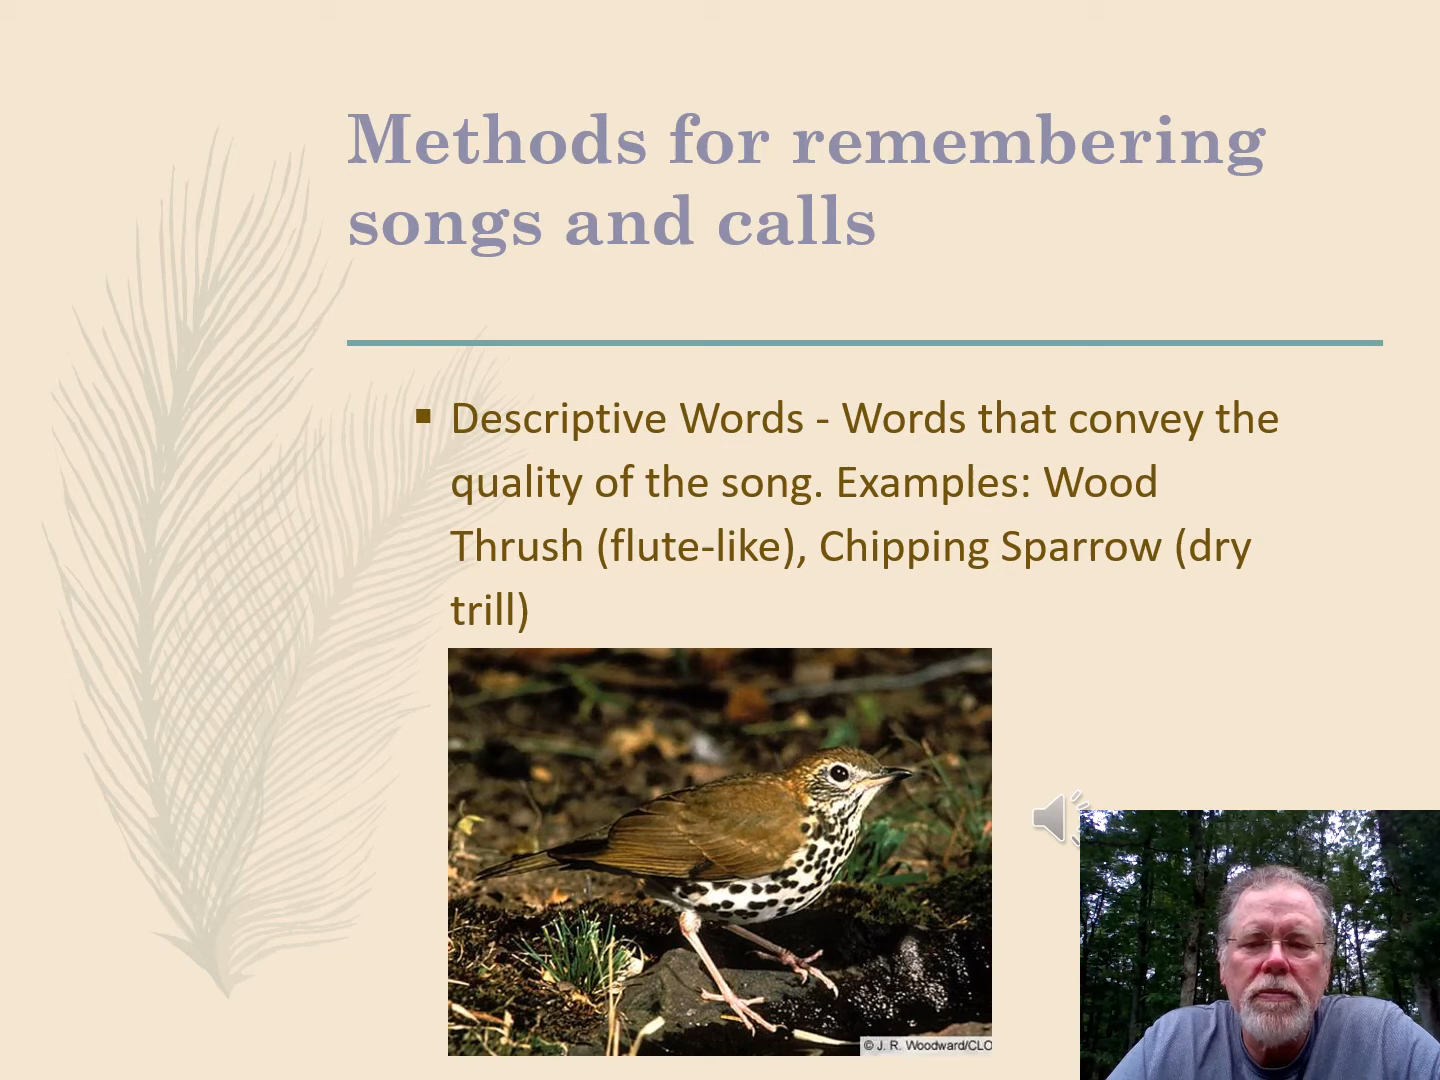 Methods for remembering
songs and calls
▪ Descriptive Words - Words that convey the
quality of the song. Examples: Wood
Thrush (flute-like), Chipping Sparrow (dry
trill)
© J. R. Woodward/CLO